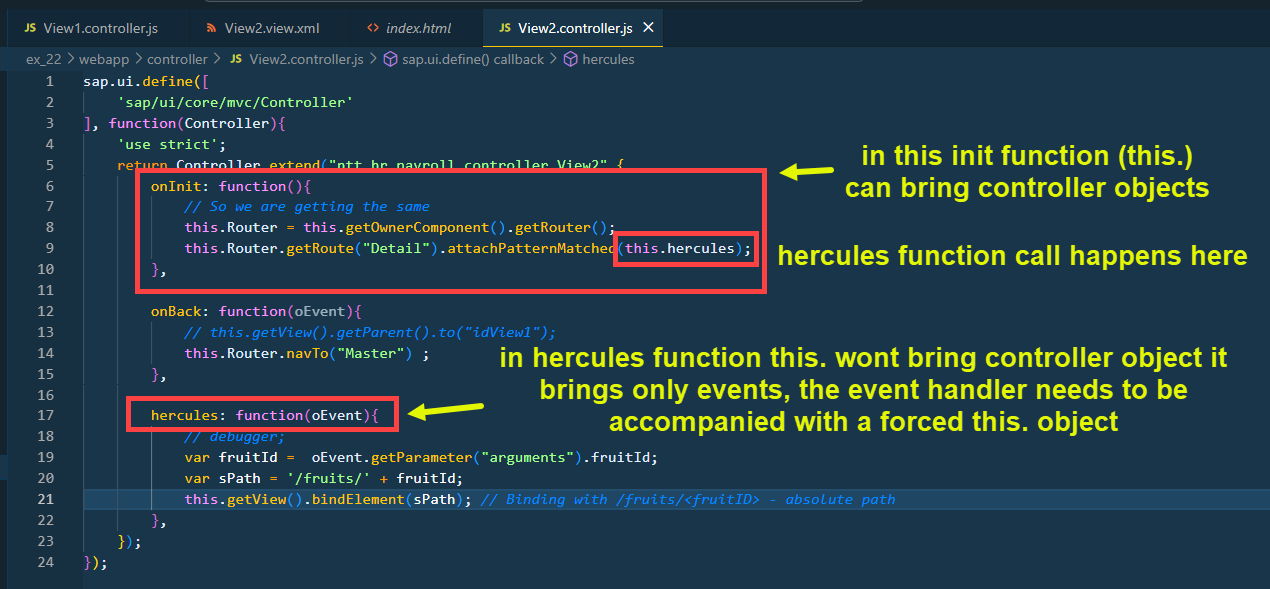 JS View1.controller.js View2.view.xml <> index.html JS View2.controller.js ×
ex_22 > webapp > controller > JS View2.controller.js > sap.ui.define() callback > hercules
1 sap.ui.define([
2 'sap/ui/core/mvc/Controller'
3 ], function(Controller){
4 'use strict';
5 return Controller.extend("ntt.hr.payroll.controller.View2", {
6 onInit: function(){
7 // So we are getting the same
8 this.Router = this.getOwnerComponent().getRouter();
9 this.Router.getRoute("Detail").attachPatternMatched(this.hercules);
10 },
11
12 onBack: function(oEvent){
13 // this.getView().getParent().to("idView1");
14 this.Router.navTo("Master") ;
15 },
16
17 hercules: function(oEvent){
18 // debugger;
19 var fruitId = oEvent.getParameter("arguments").fruitId;
20 var sPath = '/fruits/' + fruitId;
21 this.getView().bindElement(sPath); // Binding with /fruits/<fruitID> - absolute path
22 },
23 });
24 });
in this init function (this.)
can bring controller objects
hercules function call happens here
in hercules function this. wont bring controller object it
brings only events, the event handler needs to be
accompanied with a forced this. object